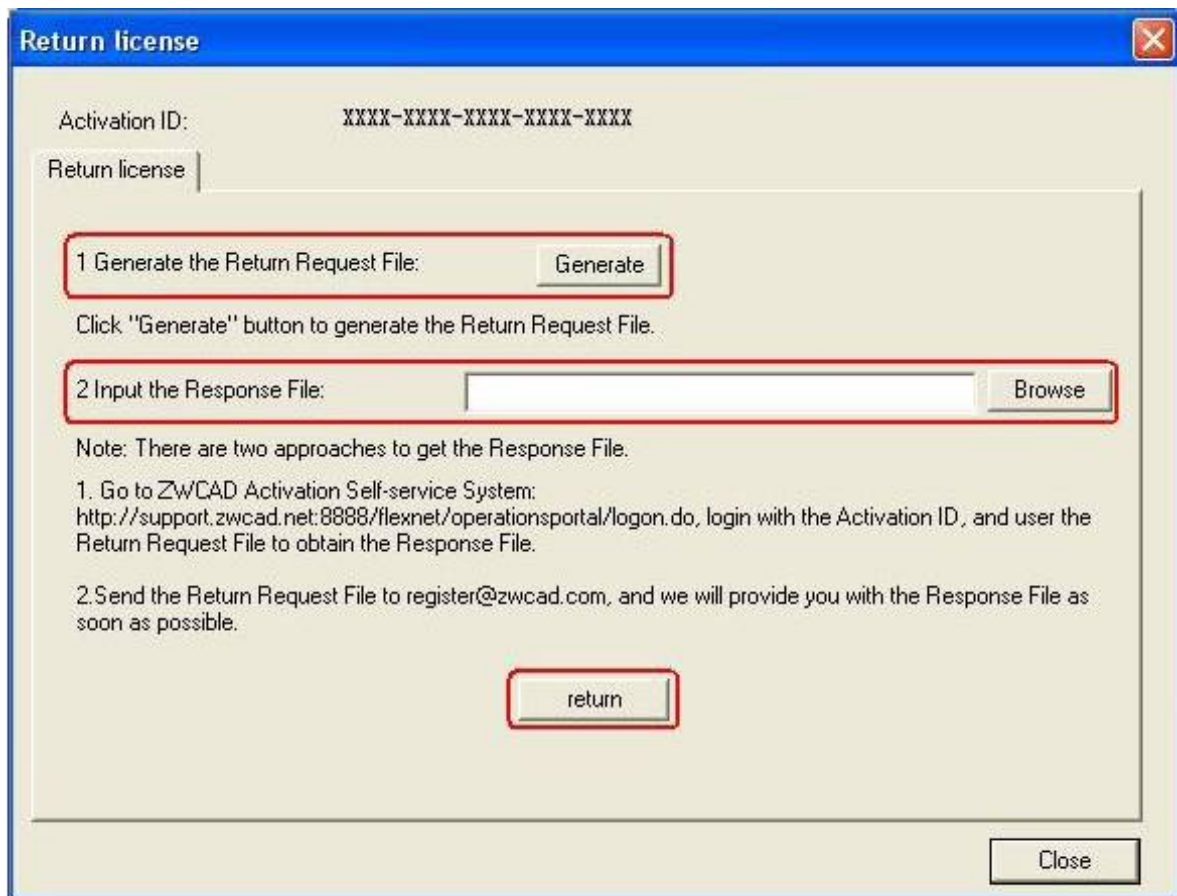 Return license
Activation ID: XXXX-XXXX-XXXX-XXXX-XXXX
Return license
1 Generate the Return Request File: Generate
Click "Generate" button to generate the Return Request File.
2 Input the Response File: Browse
Note: There are two approaches to get the Response File.
1. Go to ZWCAD Activation Self-service System:
http://support.zwcad.net:8888/flexnet/operationsportal/logon.do, login with the Activation ID, and user the
Return Request File to obtain the Response File.
2.Send the Return Request File to register@zwcad.com, and we will provide you with the Response File as
soon as possible.
return
Close